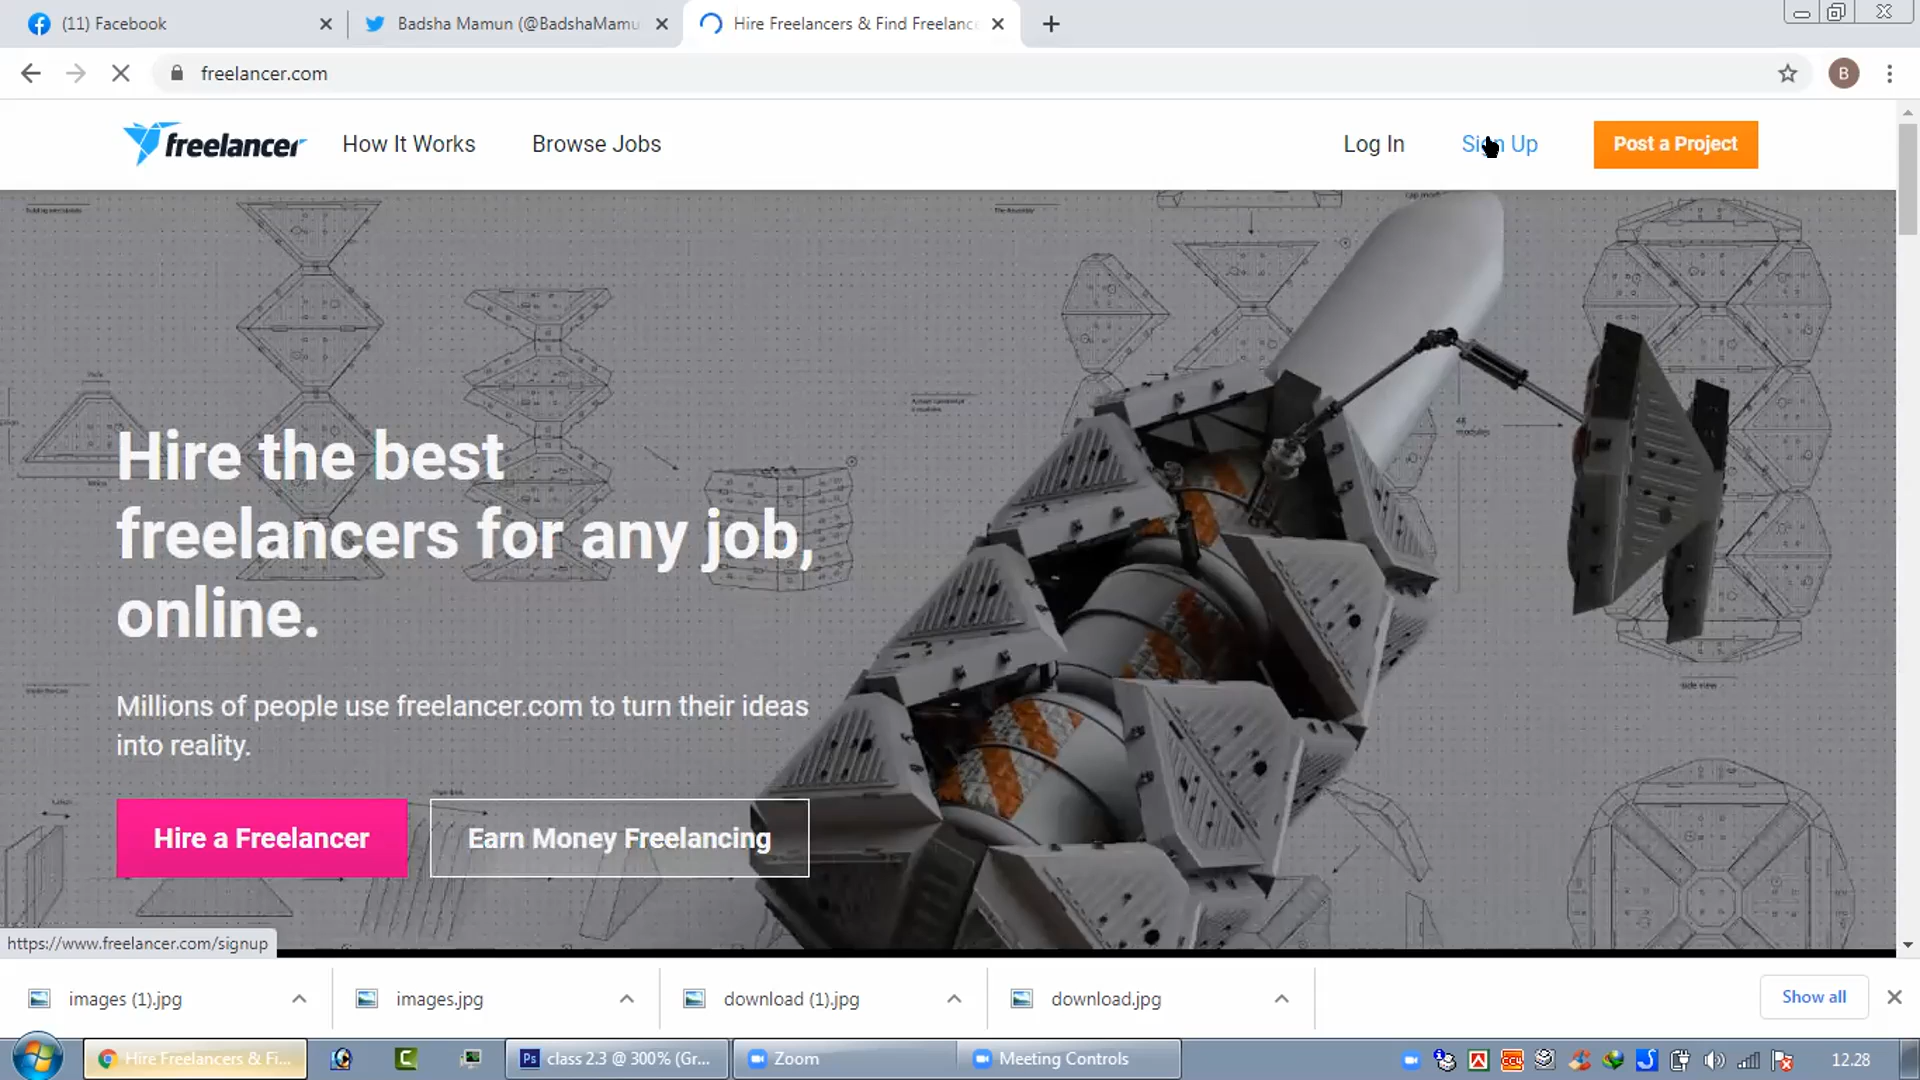 (11) Facebook
Badsha Mamun (@BadshaMamu
Hire Freelancers & Find Freelanc
freelancer.com
B
freelancer
How It Works
Browse Jobs
Log In
Sign Up
Post a Project
Hire the best
freelancers for any job,
online.
Millions of people use freelancer.com to turn their ideas
into reality.
Hire a Freelancer
Earn Money Freelancing
side view
https://www.freelancer.com/signup
images (1).jpg
images.jpg
download (1).jpg
download.jpg
Show all
Hire Freelancers & Fi...
Ps
class 2.3 @ 300% (Gr...
Zoom
Meeting Controls
12.28